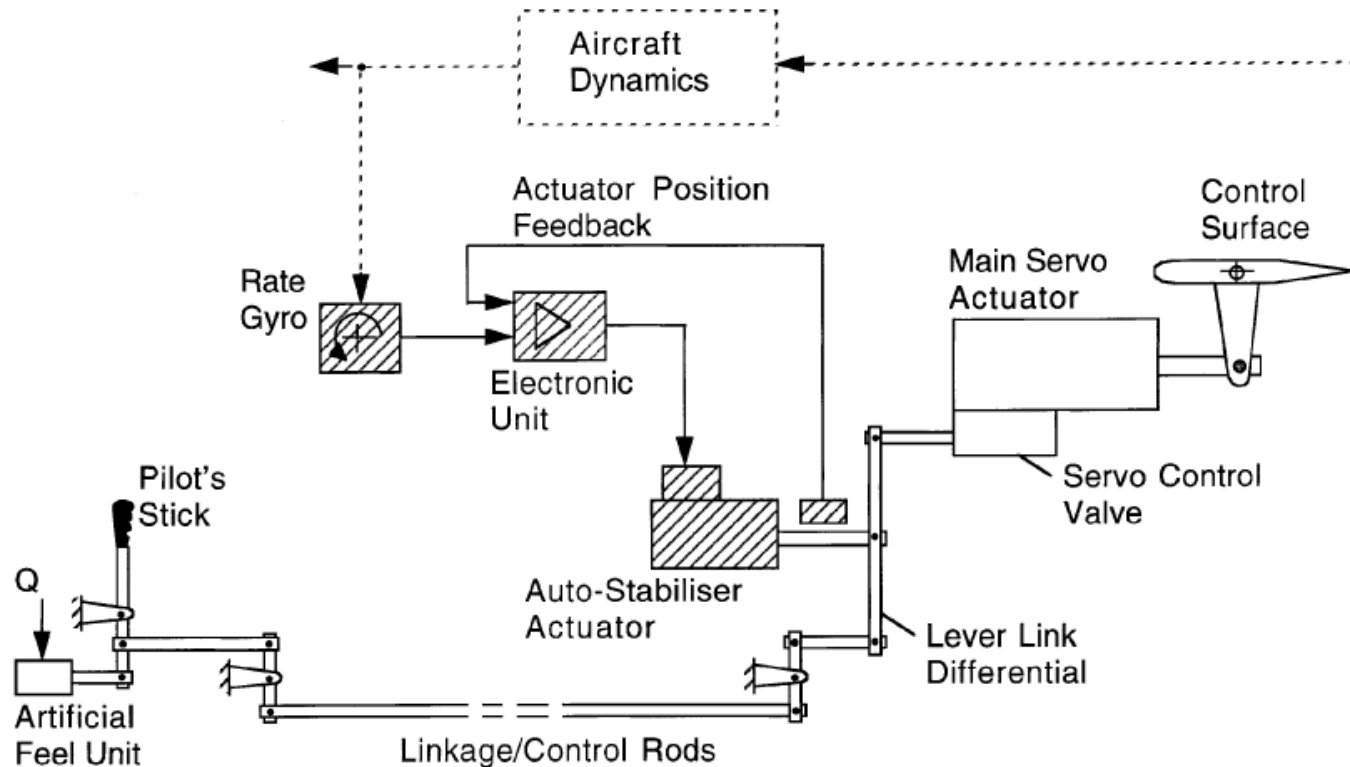 Aircraft
Dynamics
Actuator Position
Feedback
Control
Surface
Rate
Gyro
Main Servo
Actuator
Electronic
Unit
Pilot's
Stick
Servo Control
Valve
Q
Auto-Stabiliser
Actuator
Lever Link
Differential
Artificial
Feel Unit
Linkage/Control Rods